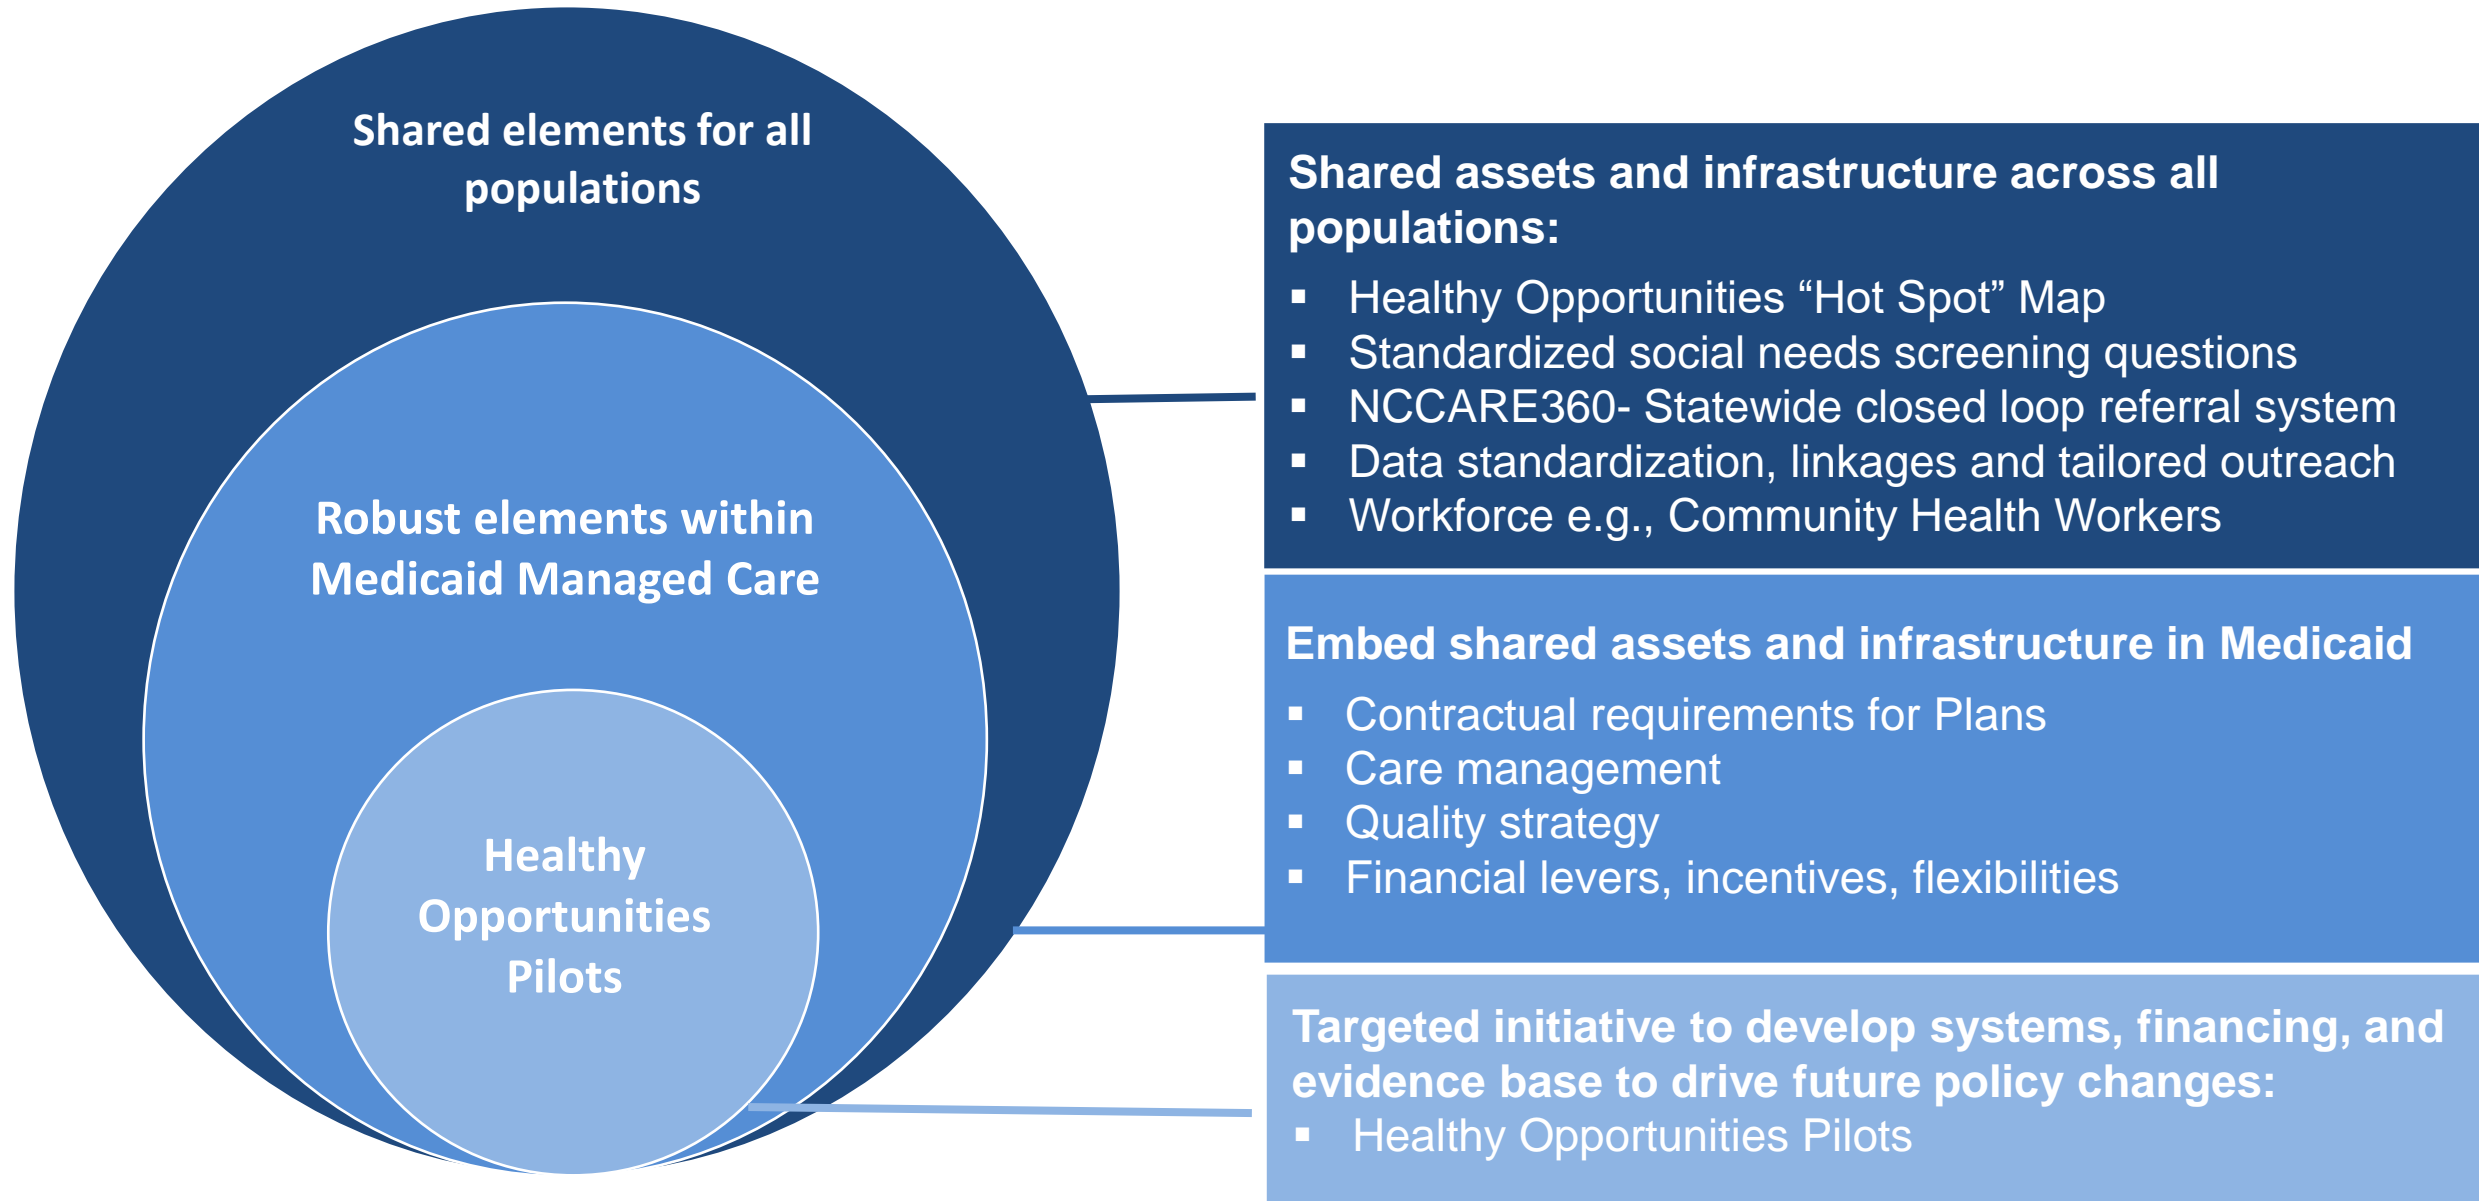 Shared elements for all
populations
Robust elements within
Medicaid Managed Care
Healthy
Opportunities
Pilots
Shared assets and infrastructure across all
populations:
▪ Healthy Opportunities “Hot Spot” Map
▪ Standardized social needs screening questions
▪ NCCARE360- Statewide closed loop referral system
▪ Data standardization, linkages and tailored outreach
▪ Workforce e.g., Community Health Workers
Embed shared assets and infrastructure in Medicaid
▪ Contractual requirements for Plans
▪ Care management
▪ Quality strategy
▪ Financial levers, incentives, flexibilities
Targeted initiative to develop systems, financing, and
evidence base to drive future policy changes:
▪ Healthy Opportunities Pilots